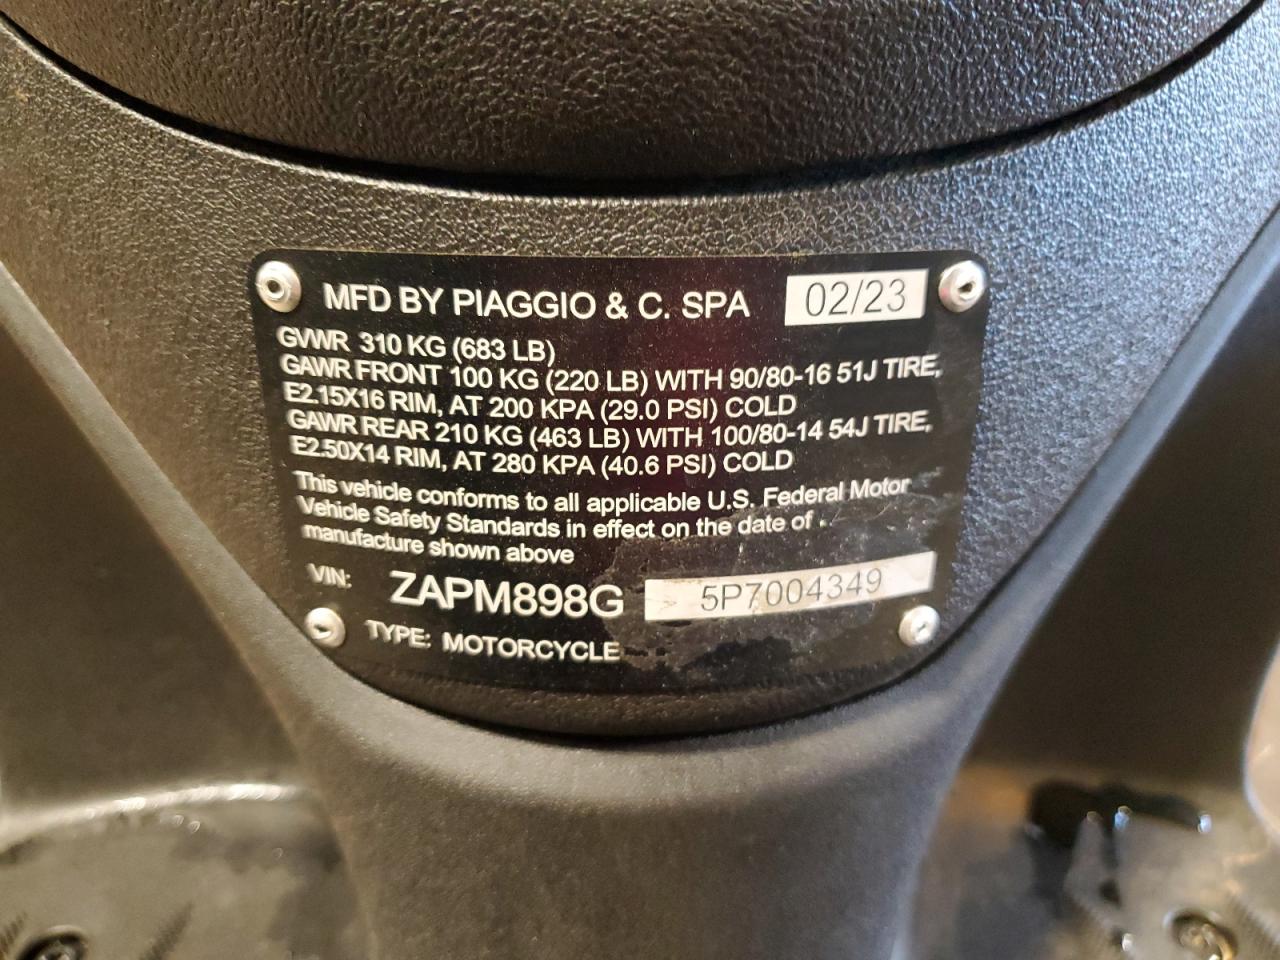 MFD BY PIAGGIO & C. SPA 02/23
GVWR 310 KG (683 LB)
GAWR FRONT 100 KG (220 LB) WITH 90/80-16 51J TIRE,
E2.15X16 RIM, AT 200 KPA (29.0 PSI) COLD
GAWR REAR 210 KG (463 LB) WITH 100/80-14 54J TIRE,
E2.50X14 RIM, AT 280 KPA (40.6 PSI) COLD
This vehicle conforms to all applicable U.S. Federal Motor
Vehicle Safety Standards in effect on the date of
manufacture shown above
VIN: ZAPM898G 5P7004349
TYPE: MOTORCYCLE